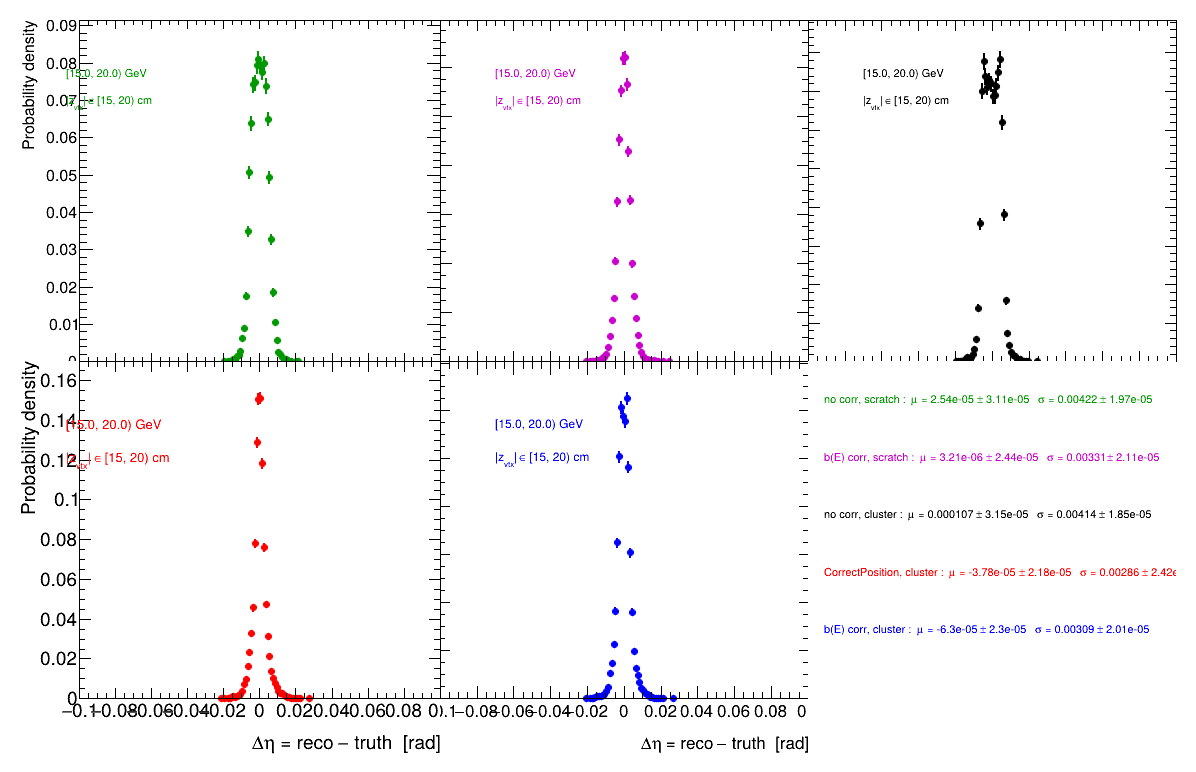 Probability density
0.09
0.08
0.07
0.06
0.05
0.04
0.03
0.02
0.01
0
[15.0, 20.0) GeV
|z_vtx| ∈ [15, 20) cm
[15.0, 20.0) GeV
|z_vtx| ∈ [15, 20) cm
[15.0, 20.0) GeV
|z_vtx| ∈ [15, 20) cm
Probability density
0.16
0.14
0.12
0.1
0.08
0.06
0.04
0.02
0
[15.0, 20.0) GeV
|z_vtx| ∈ [15, 20) cm
−0.1 −0.08 −0.06 −0.04 −0.02 0 0.02 0.04 0.06 0.08 0.1
Δη = reco − truth [rad]
[15.0, 20.0) GeV
|z_vtx| ∈ [15, 20) cm
−0.08 −0.06 −0.04 −0.02 0 0.02 0.04 0.06 0.08 0
Δη = reco − truth [rad]
no corr, scratch : μ = 2.54e-05 ± 3.11e-05 σ = 0.00422 ± 1.97e-05
b(E) corr, scratch : μ = 3.21e-06 ± 2.44e-05 σ = 0.00331 ± 2.11e-05
no corr, cluster : μ = 0.000107 ± 3.15e-05 σ = 0.00414 ± 1.85e-05
CorrectPosition, cluster : μ = -3.78e-05 ± 2.18e-05 σ = 0.00286 ± 2.42e
b(E) corr, cluster : μ = -6.3e-05 ± 2.3e-05 σ = 0.00309 ± 2.01e-05